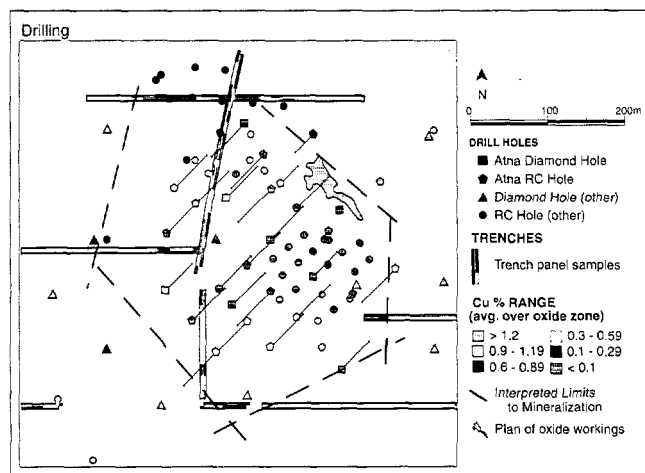 Drilling
N
0 100 200m
DRILL HOLES
Atna Diamond Hole
Atna RC Hole
Diamond Hole (other)
RC Hole (other)
TRENCHES
Trench panel samples
Cu % RANGE
(avg. over oxide zone)
> 1.2 0.3 - 0.59
0.9 - 1.19 0.1 - 0.29
0.6 - 0.89 < 0.1
Interpreted Limits
to Mineralization
Plan of oxide workings